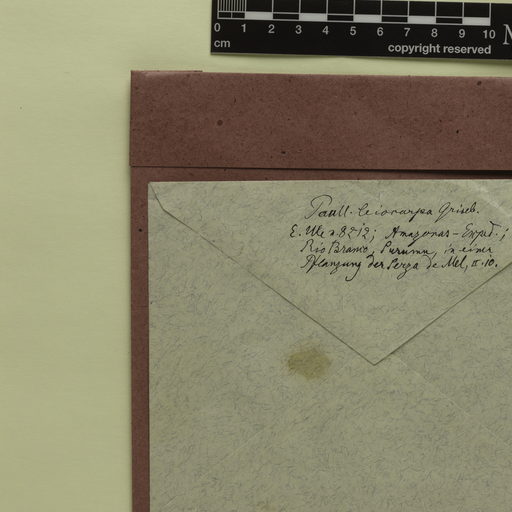 0 1 2 3 4 5 6 7 8 9 10
cm
copyright reserved
Paull. leiocarpa Griseb.
E. Ule n. 8212; Amazonas-Exped.;
Rio Branco, Surumu, in einer
Pflanzung der Serra de Mel, II.10.